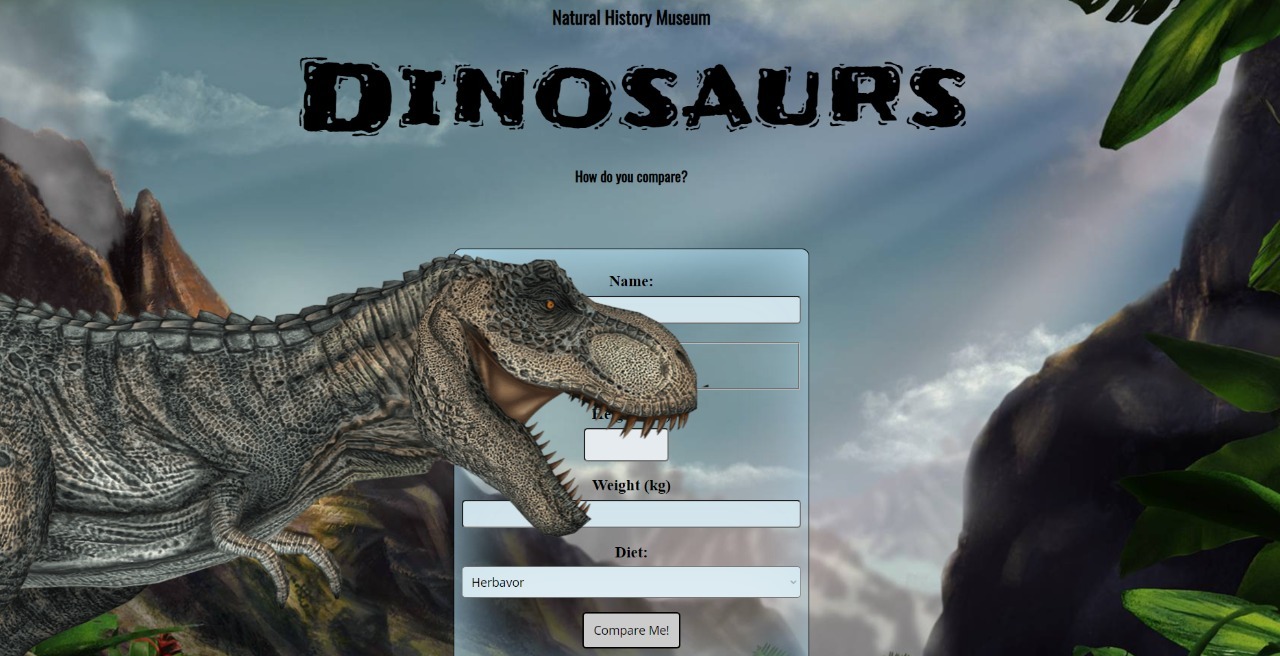 Natural History Museum
DINOSAURS
How do you compare?
Name:
Weight (kg)
Diet:
Herbavor
Compare Me!